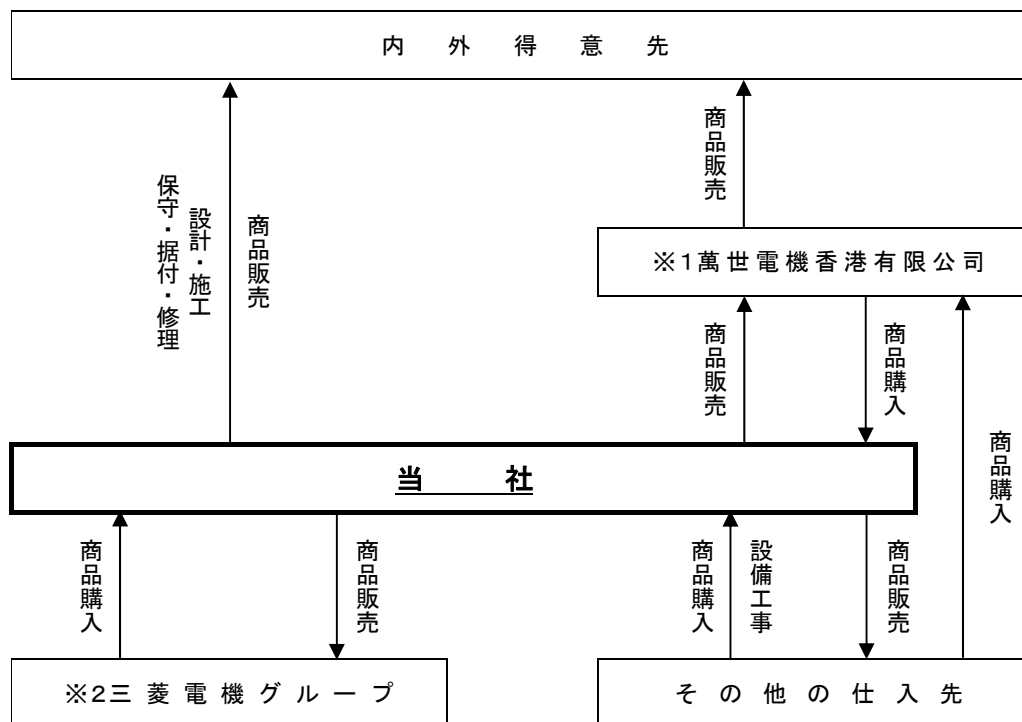 内外得意先
保守・据付・修理
設計・施工
商品販売
商品販売
※1萬世電機香港有限公司
商品販売
商品購入
商品購入
当社
商品購入
商品販売
商品購入
設備工事
商品販売
※2三菱電機グループ
その他の仕入先